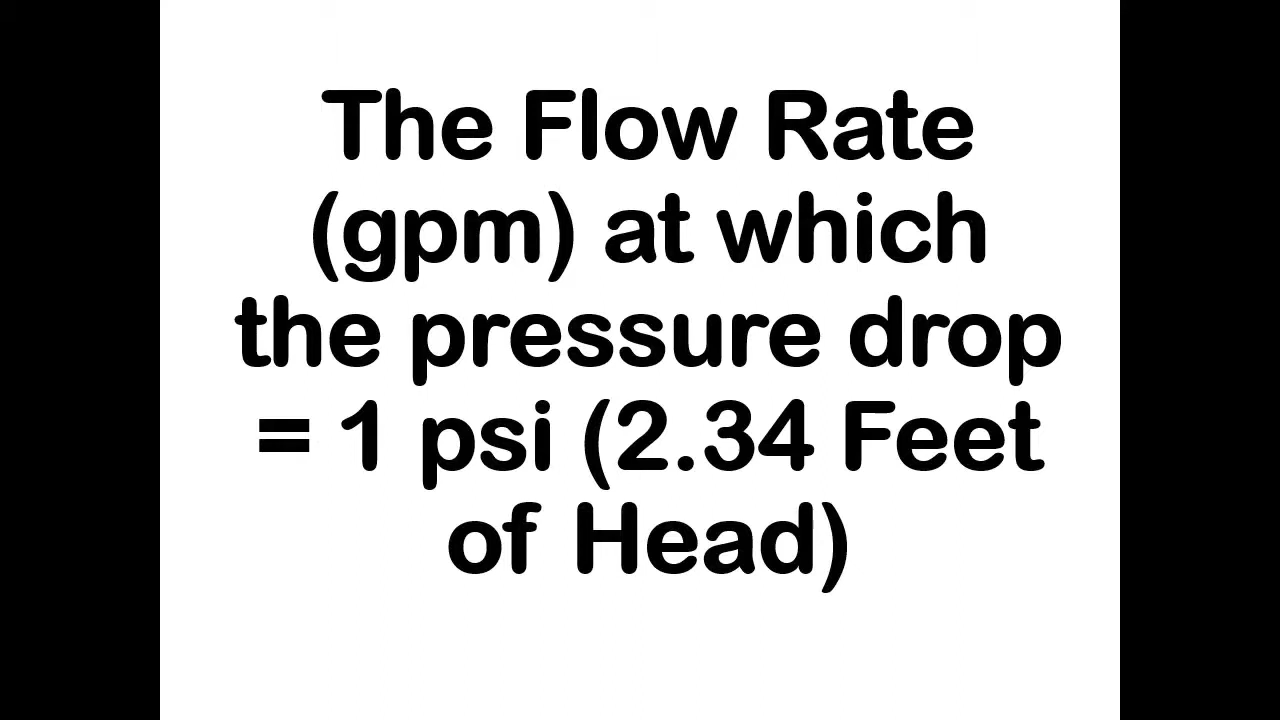 The Flow Rate
(gpm) at which
the pressure drop
= 1 psi (2.34 Feet
of Head)